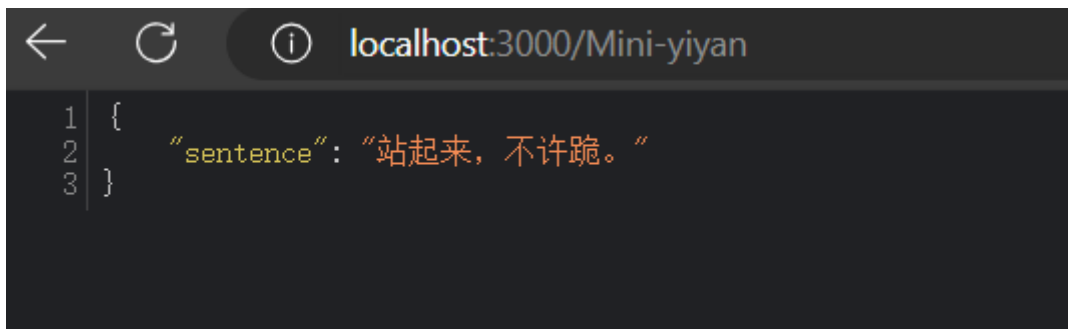 localhost:3000/Mini-yiyan
1 {
2 "sentence": "站起来，不许跪。"
3 }